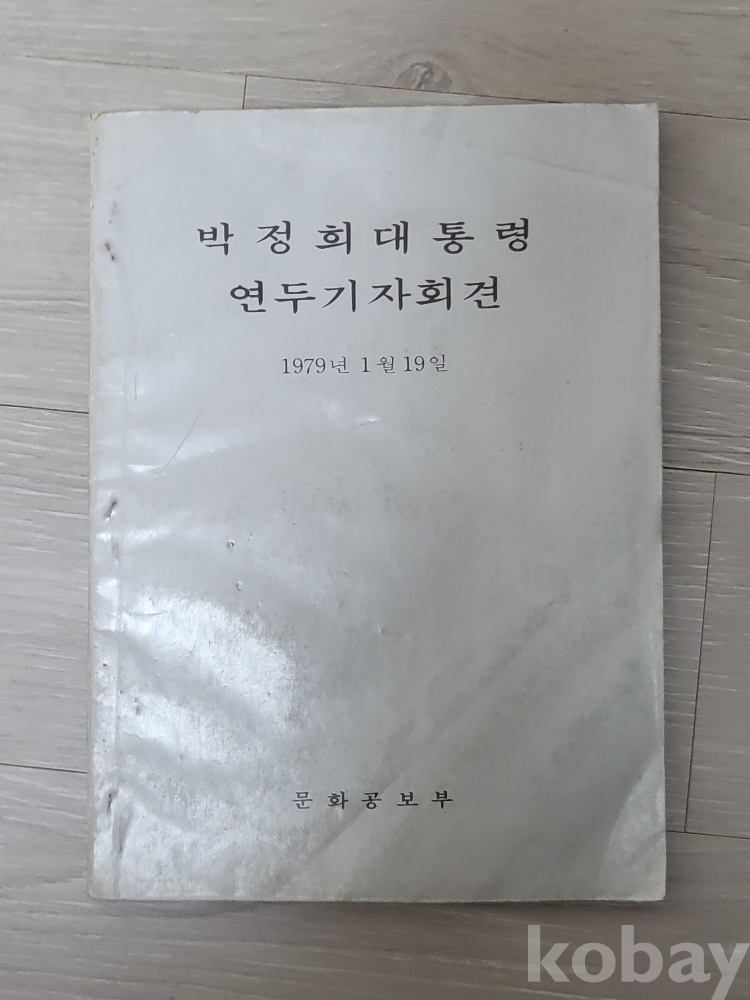 박정희대통령
연두기자회견
1979년 1월 19일
문화공보부
kobay